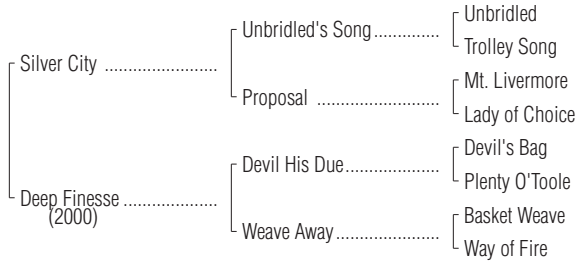 Unbridled
Unbridled's Song..................
Trolley Song
Silver City ..............................
Mt. Livermore
Proposal .................................
Lady of Choice
Devil's Bag
Devil His Due.........................
Plenty O'Toole
Deep Finesse .........................
(2000)
Basket Weave
Weave Away............................
Way of Fire